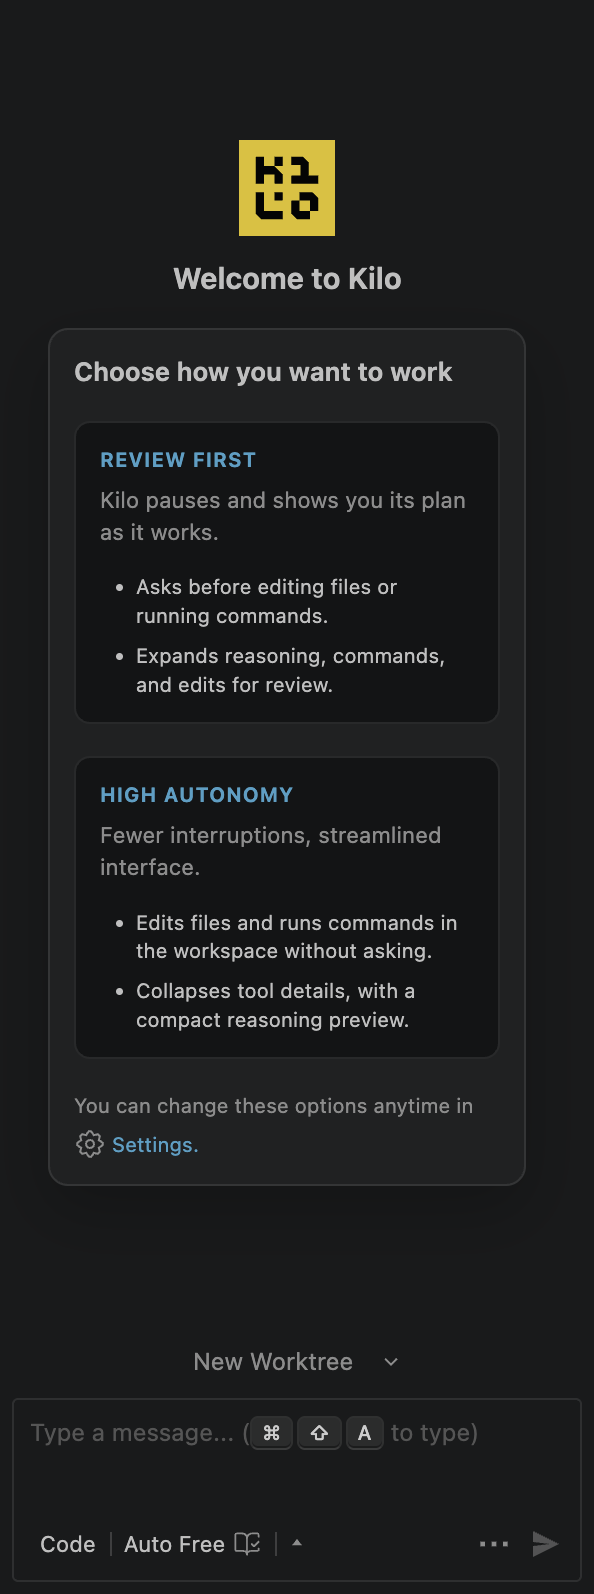 Kilo
Welcome to Kilo
Choose how you want to work
REVIEW FIRST
Kilo pauses and shows you its plan
as it works.
• Asks before editing files or
running commands.
• Expands reasoning, commands,
and edits for review.
HIGH AUTONOMY
Fewer interruptions, streamlined
interface.
• Edits files and runs commands in
the workspace without asking.
• Collapses tool details, with a
compact reasoning preview.
You can change these options anytime in
Settings.
New Worktree
Type a message... (⌘ ⇧ A to type)
Code Auto Free